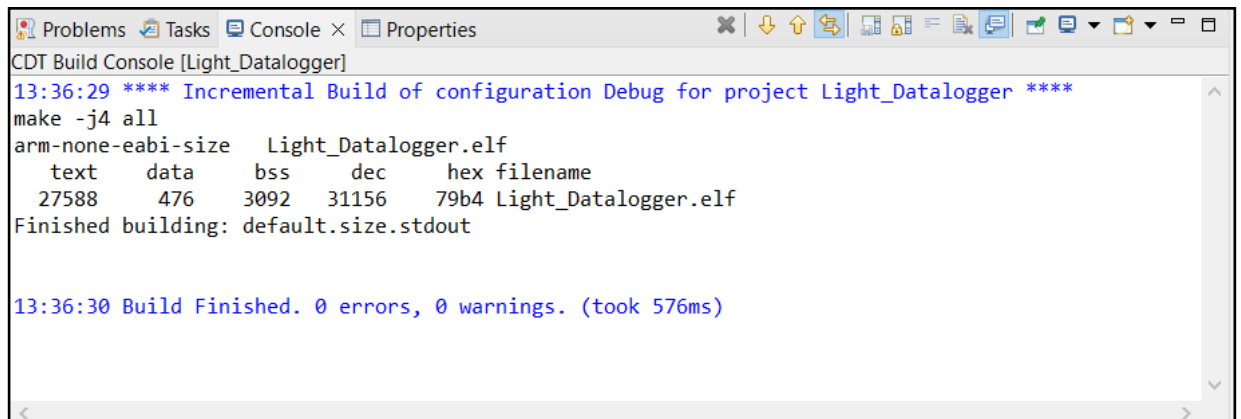 Problems Tasks Console Properties
CDT Build Console [Light_Datalogger]
13:36:29 **** Incremental Build of configuration Debug for project Light_Datalogger ****
make -j4 all
arm-none-eabi-size   Light_Datalogger.elf
   text    data     bss     dec     hex filename
  27588     476    3092   31156    79b4 Light_Datalogger.elf
Finished building: default.size.stdout
13:36:30 Build Finished. 0 errors, 0 warnings. (took 576ms)